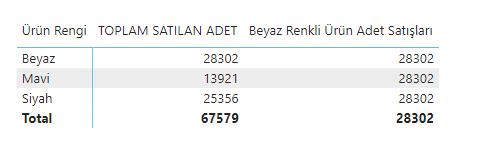 Ürün Rengi TOPLAM SATILAN ADET Beyaz Renkli Ürün Adet Satışları
Beyaz 28302 28302
Mavi 13921 28302
Siyah 25356 28302
Total 67579 28302